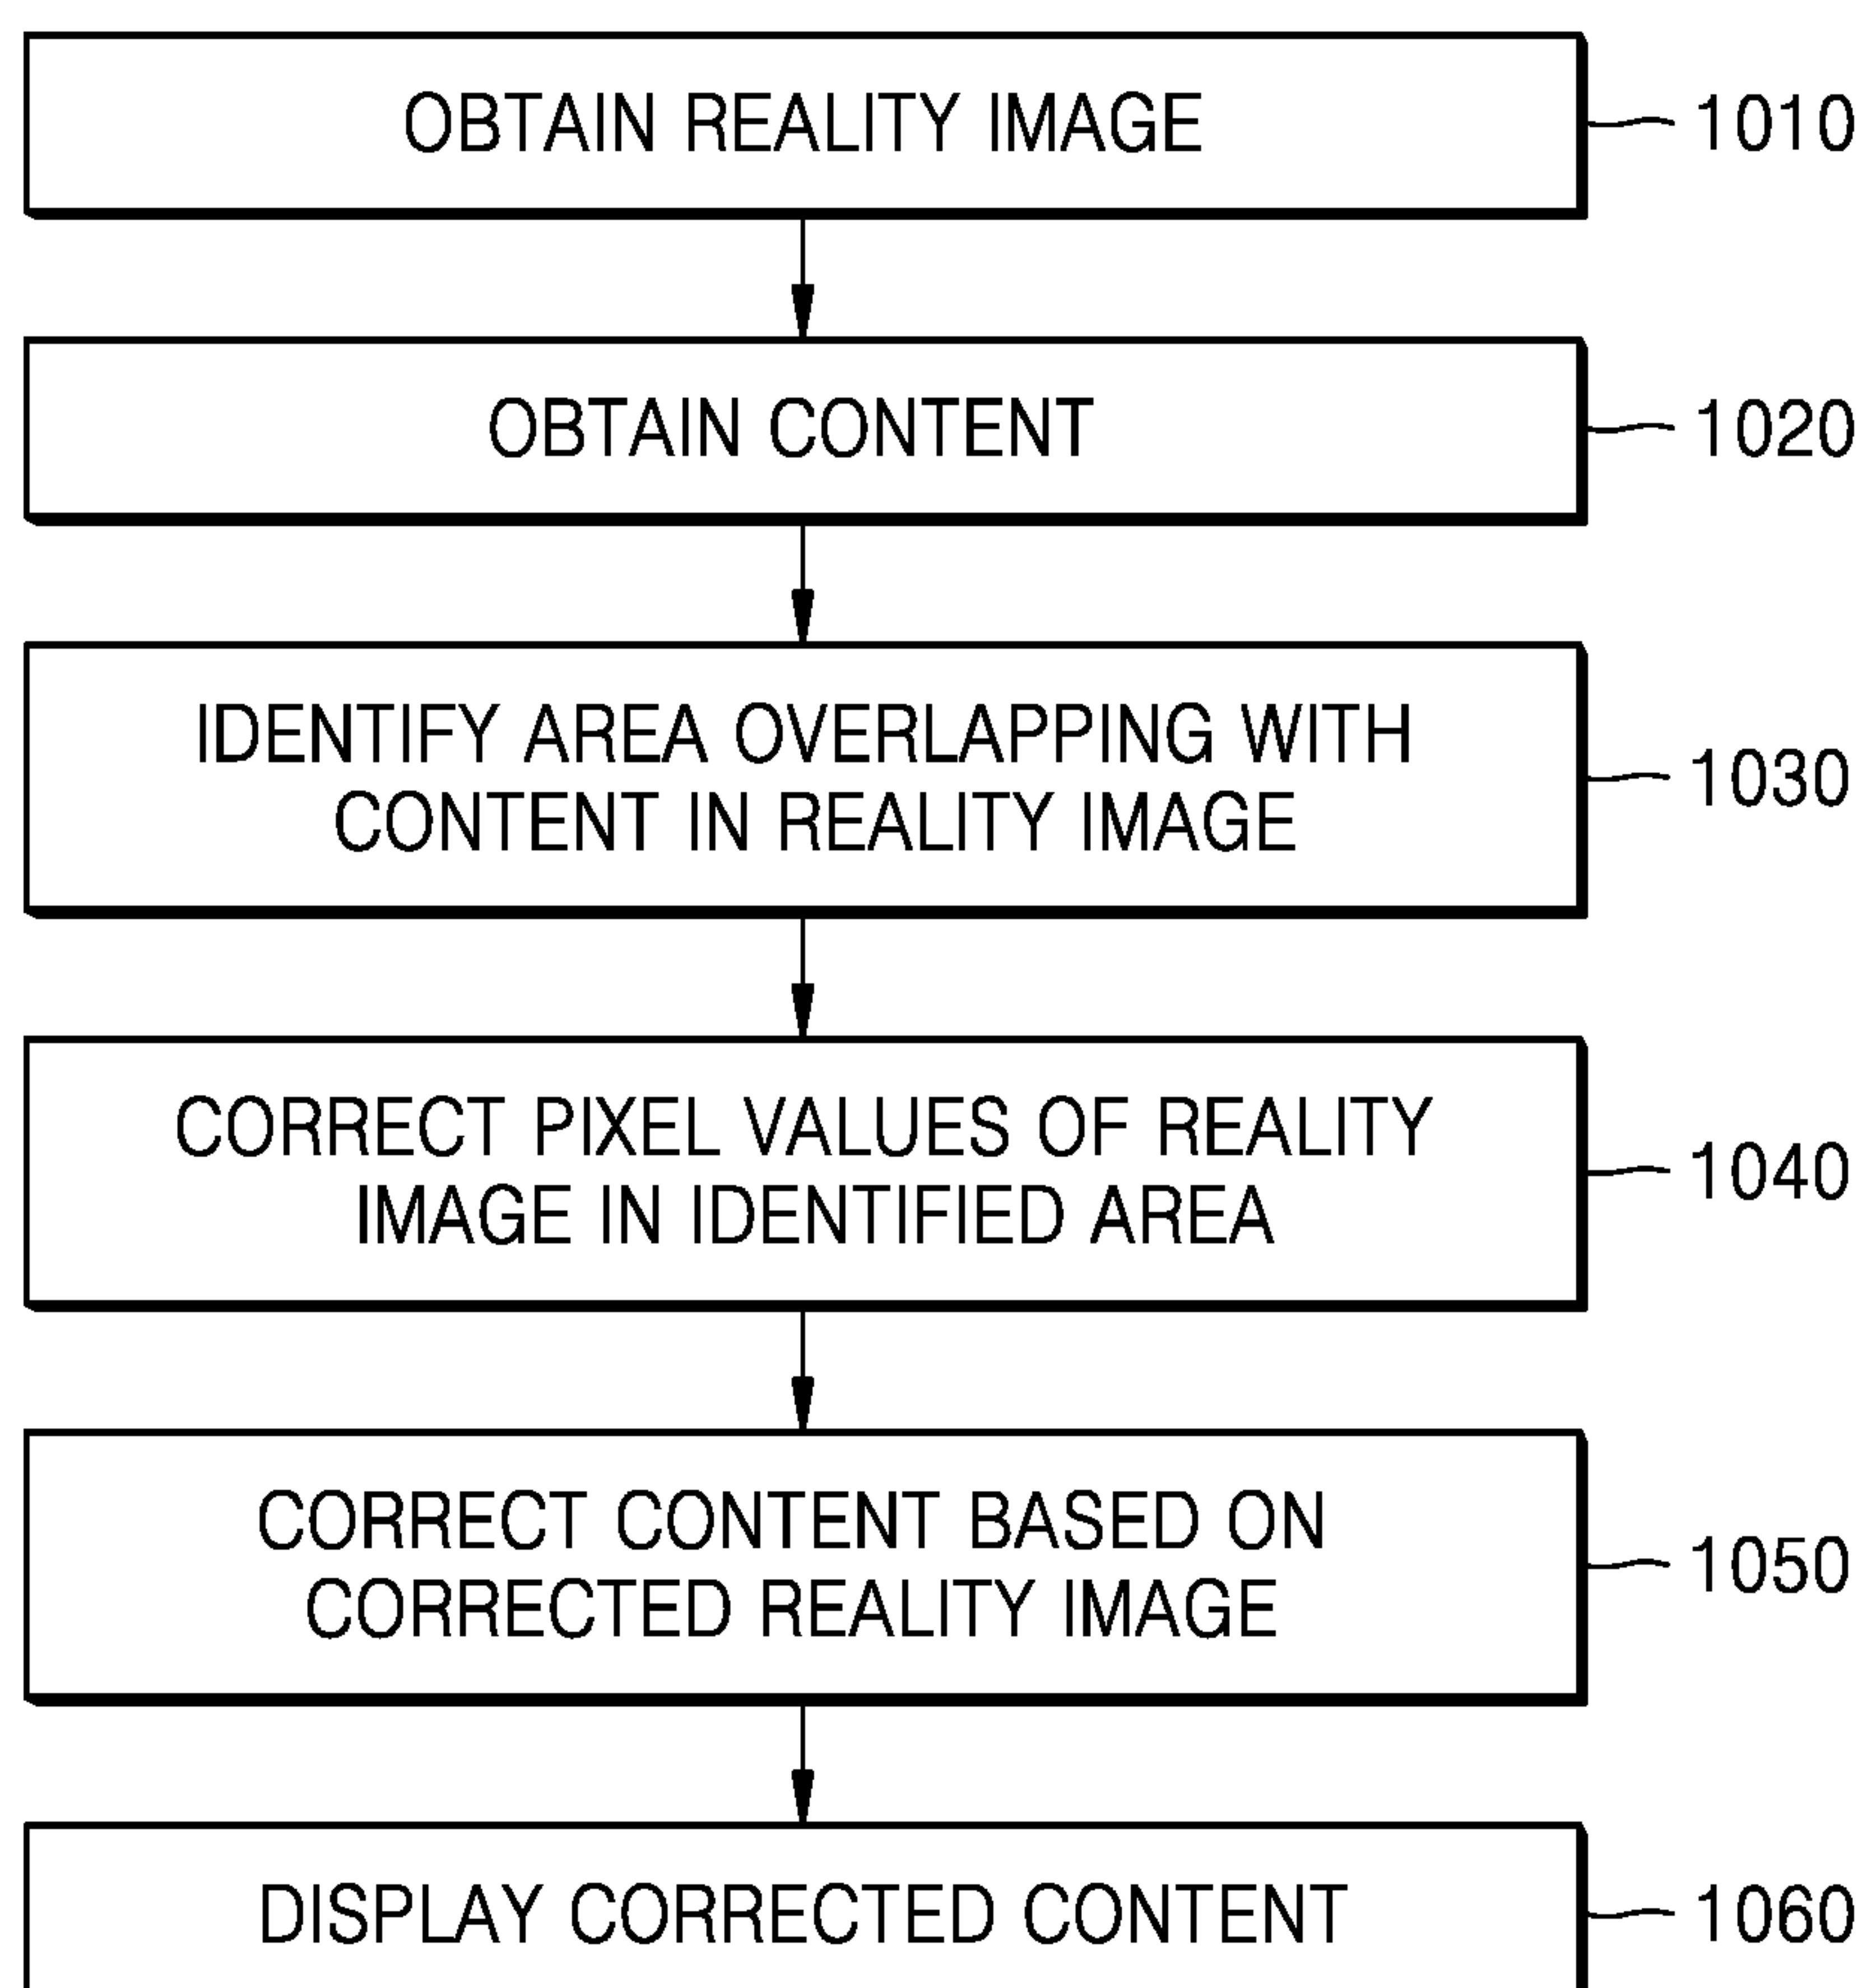 OBTAIN REALITY IMAGE
1010
OBTAIN CONTENT
1020
IDENTIFY AREA OVERLAPPING WITH
CONTENT IN REALITY IMAGE
1030
CORRECT PIXEL VALUES OF REALITY
IMAGE IN IDENTIFIED AREA
1040
CORRECT CONTENT BASED ON
CORRECTED REALITY IMAGE
1050
DISPLAY CORRECTED CONTENT
1060